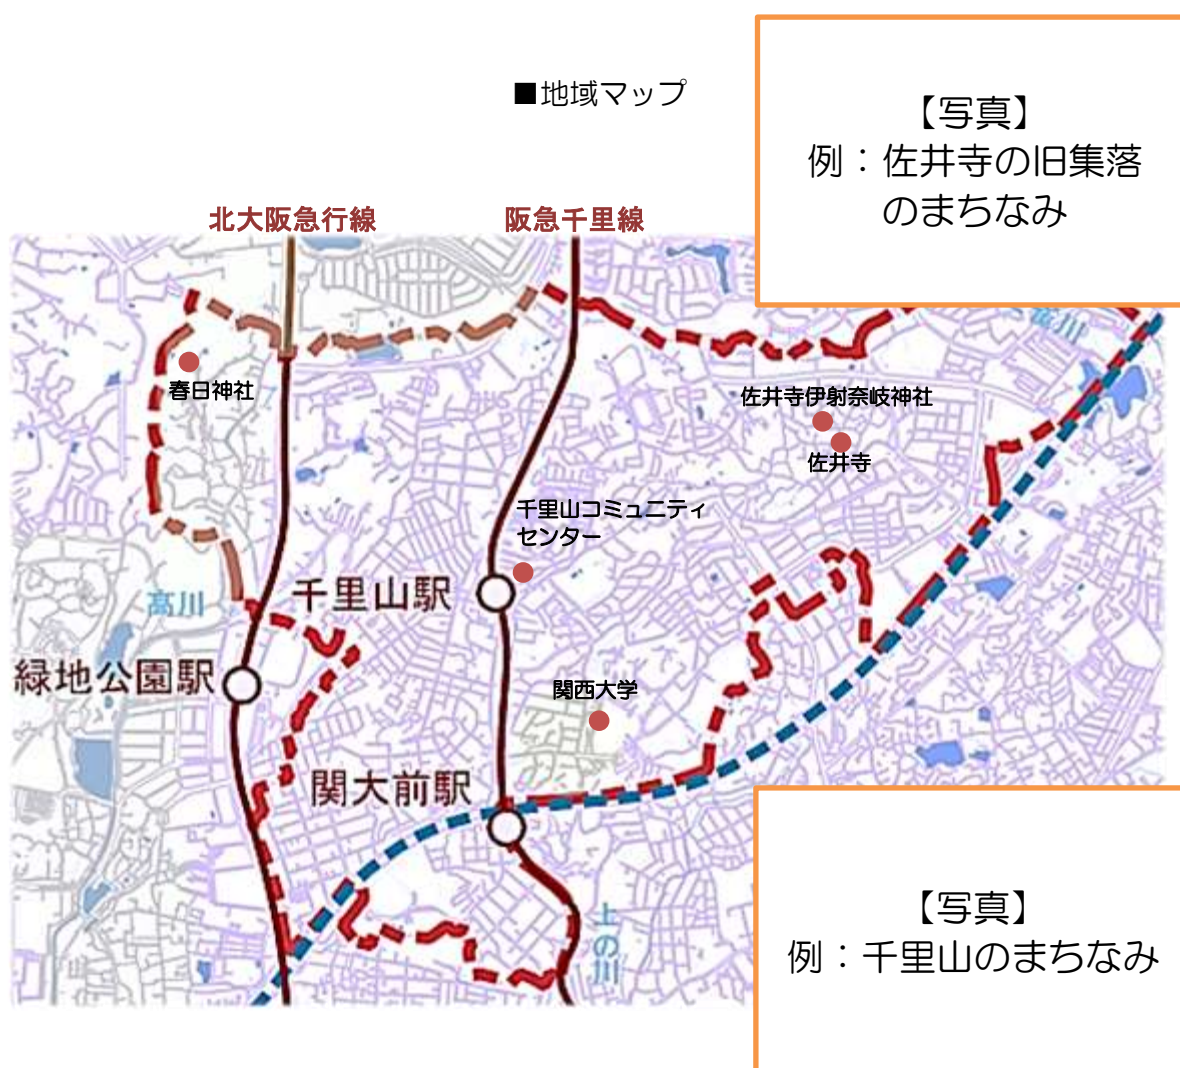 ■地域マップ
【写真】
例：佐井寺の旧集落
のまちなみ
北大阪急行線
阪急千里線
春日神社
佐井寺伊射奈岐神社
佐井寺
千里山コミュニティ
センター
高川
千里山駅
緑地公園駅
関西大学
関大前駅
上の川
【写真】
例：千里山のまちなみ